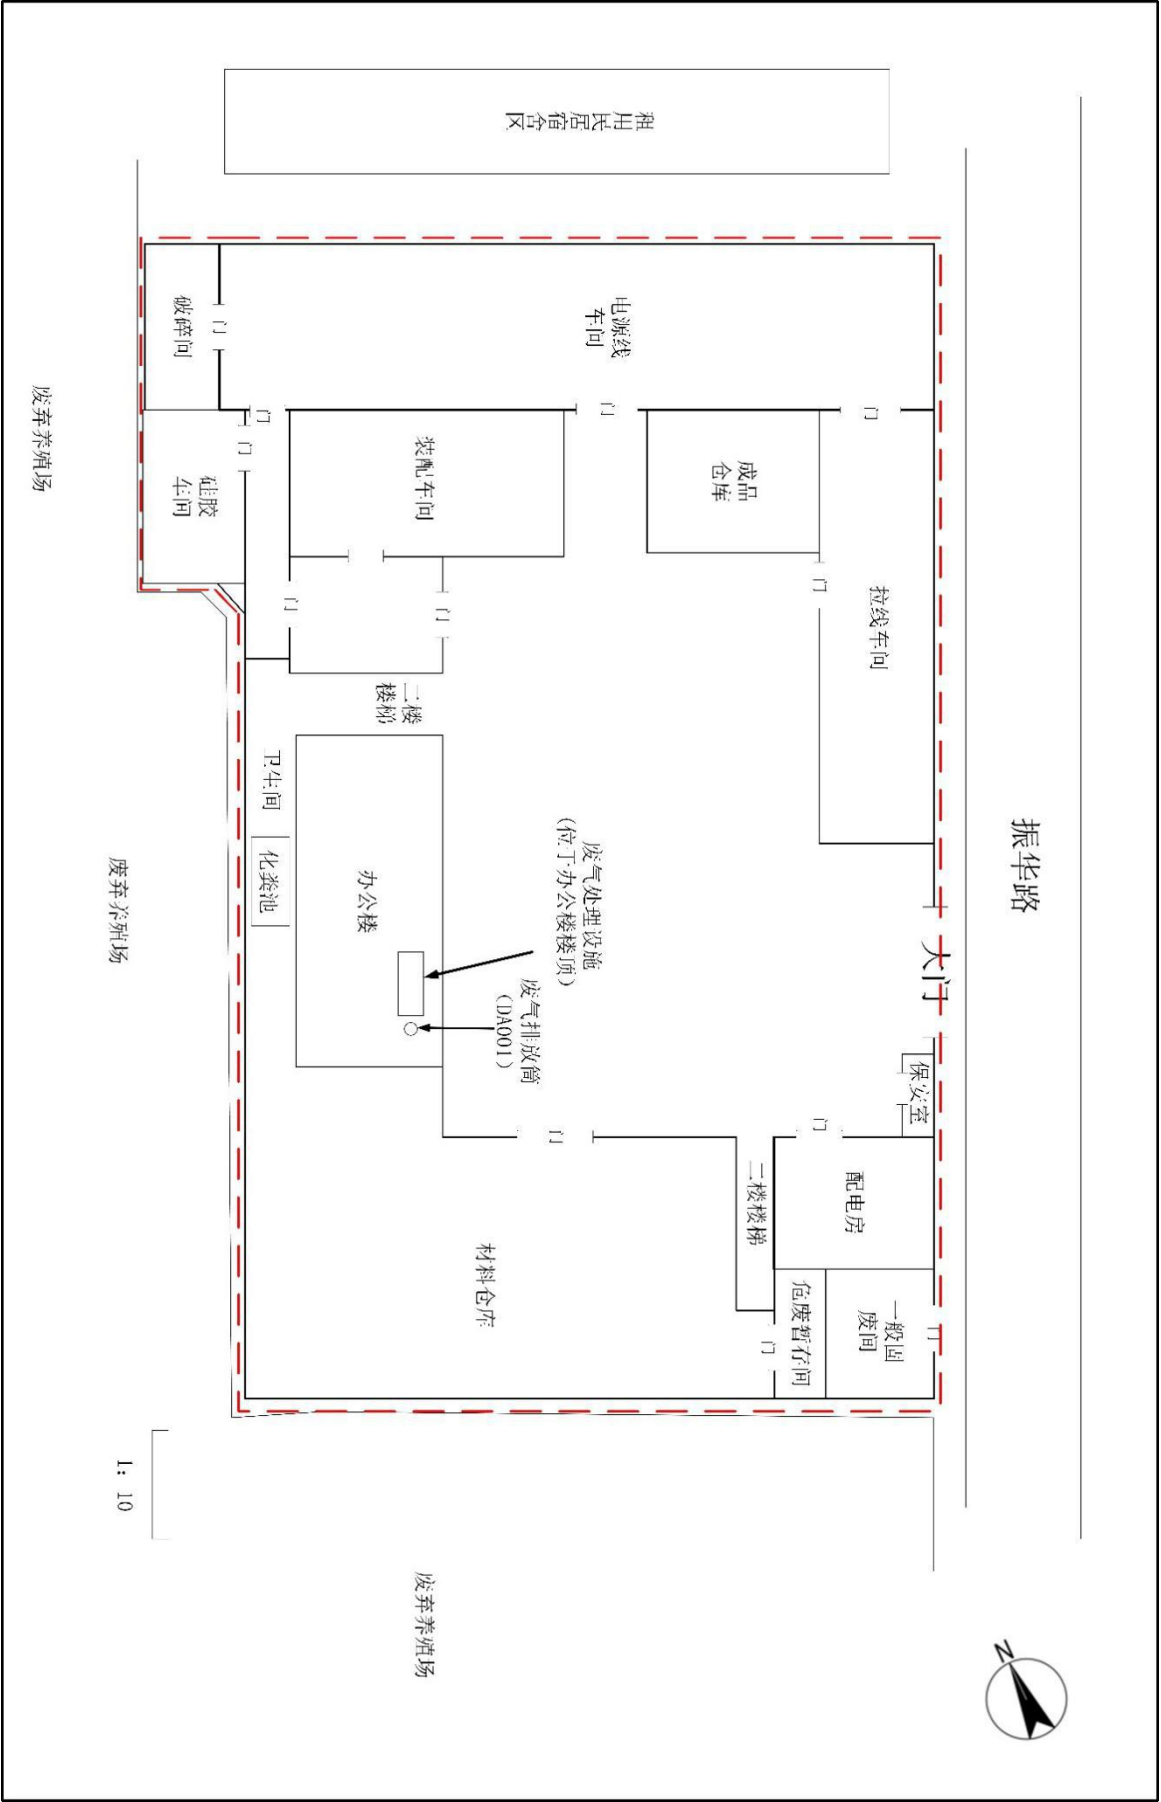 振华路
N
大门
保安室
门
一般固
废间
门
门
拉线车间
门
配电房
危废暂存间
门
二楼楼梯
成品
仓库
租用民居宿舍区
电源线
车间
门
废气处理设施
(位于办公楼楼顶)
废气排放筒
(DA001)
门
材料仓库
装配车间
门
二楼
楼梯
办公楼
门
门
卫生间
化粪池
门
门
破碎间
硅胶
车间
废弃养殖场
废弃养殖场
废弃养殖场
1: 10